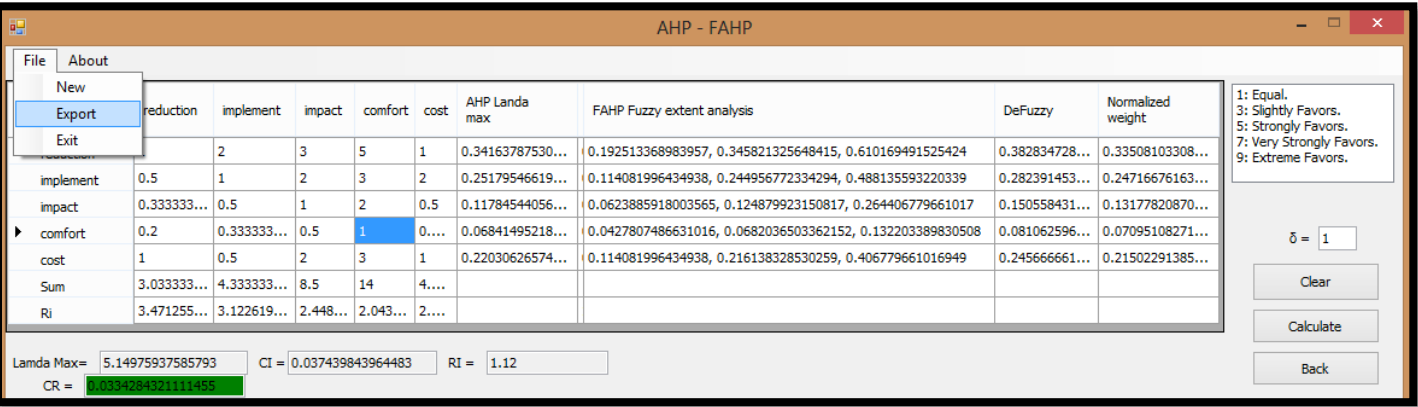 AHP - FAHP
File About
New
Export
Exit
reduction implement impact comfort cost AHP Landa max FAHP Fuzzy extent analysis DeFuzzy Normalized weight
2 3 5 1 0.34163787530... 0.192513368983957, 0.345821325648415, 0.610169491525424 0.382834728... 0.33508103308...
implement 0.5 1 2 3 2 0.25179546619... 0.114081996434938, 0.244956772334294, 0.488135593220339 0.282391453... 0.24716676163...
impact 0.333333... 0.5 1 2 0.5 0.11784544056... 0.0623885918003565, 0.124879923150817, 0.264406779661017 0.150558431... 0.13177820870...
comfort 0.2 0.333333... 0.5 1 0.... 0.06841495218... 0.0427807486631016, 0.0682036503362152, 0.132203389830508 0.081062596... 0.07095108271...
cost 1 0.5 2 3 1 0.22030626574... 0.114081996434938, 0.216138328530259, 0.406779661016949 0.245666661... 0.21502291385...
Sum 3.033333... 4.333333... 8.5 14 4....
Ri 3.471255... 3.122619... 2.448... 2.043... 2....
1: Equal.
3: Slightly Favors.
5: Strongly Favors.
7: Very Strongly Favors.
9: Extreme Favors.
δ = 1
Clear
Calculate
Back
Lamda Max= 5.14975937585793 CI = 0.037439843964483 RI = 1.12
CR = 0.0334284321111455